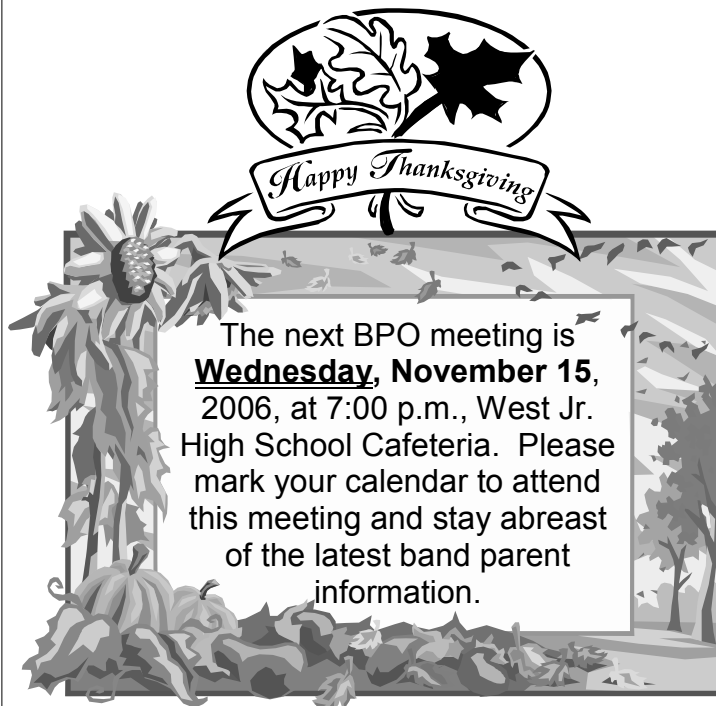 Happy Thanksgiving
The next BPO meeting is
Wednesday, November 15,
2006, at 7:00 p.m., West Jr.
High School Cafeteria.  Please
mark your calendar to attend
this meeting and stay abreast
of the latest band parent
information.